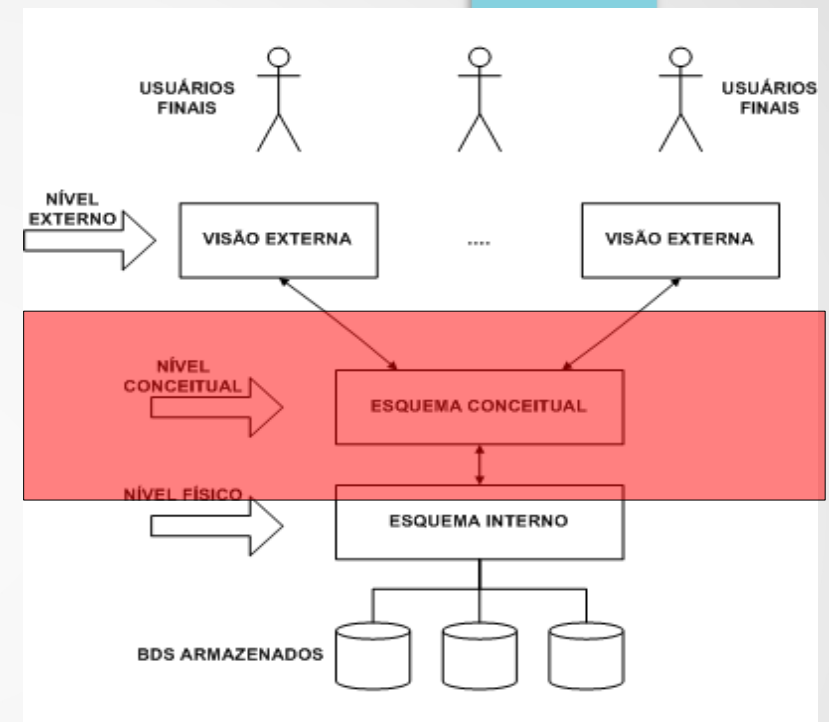 USUÁRIOS
FINAIS
USUÁRIOS
FINAIS
NÍVEL
EXTERNO
VISÃO EXTERNA
....
VISÃO EXTERNA
NÍVEL
CONCEITUAL
ESQUEMA CONCEITUAL
NÍVEL FÍSICO
ESQUEMA INTERNO
BDS ARMAZENADOS